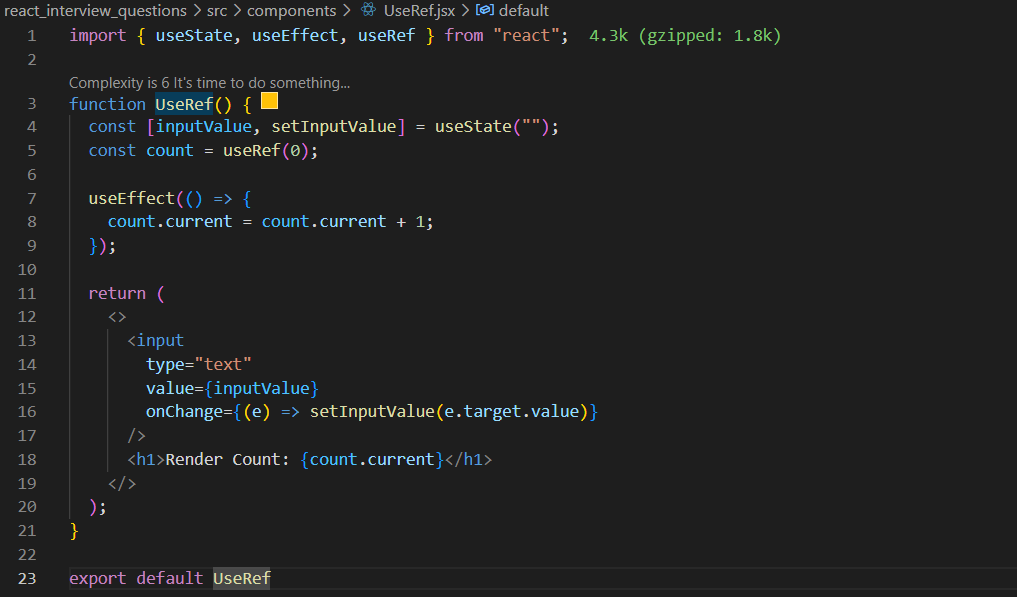 react_interview_questions > src > components > UseRef.jsx > default
1 import { useState, useEffect, useRef } from "react"; 4.3k (gzipped: 1.8k)
2
Complexity is 6 It's time to do something...
3 function UseRef() {
4 const [inputValue, setInputValue] = useState("");
5 const count = useRef(0);
6
7 useEffect(() => {
8 count.current = count.current + 1;
9 });
10
11 return (
12 <>
13 <input
14 type="text"
15 value={inputValue}
16 onChange={(e) => setInputValue(e.target.value)}
17 />
18 <h1>Render Count: {count.current}</h1>
19 </>
20 );
21 }
22
23 export default UseRef